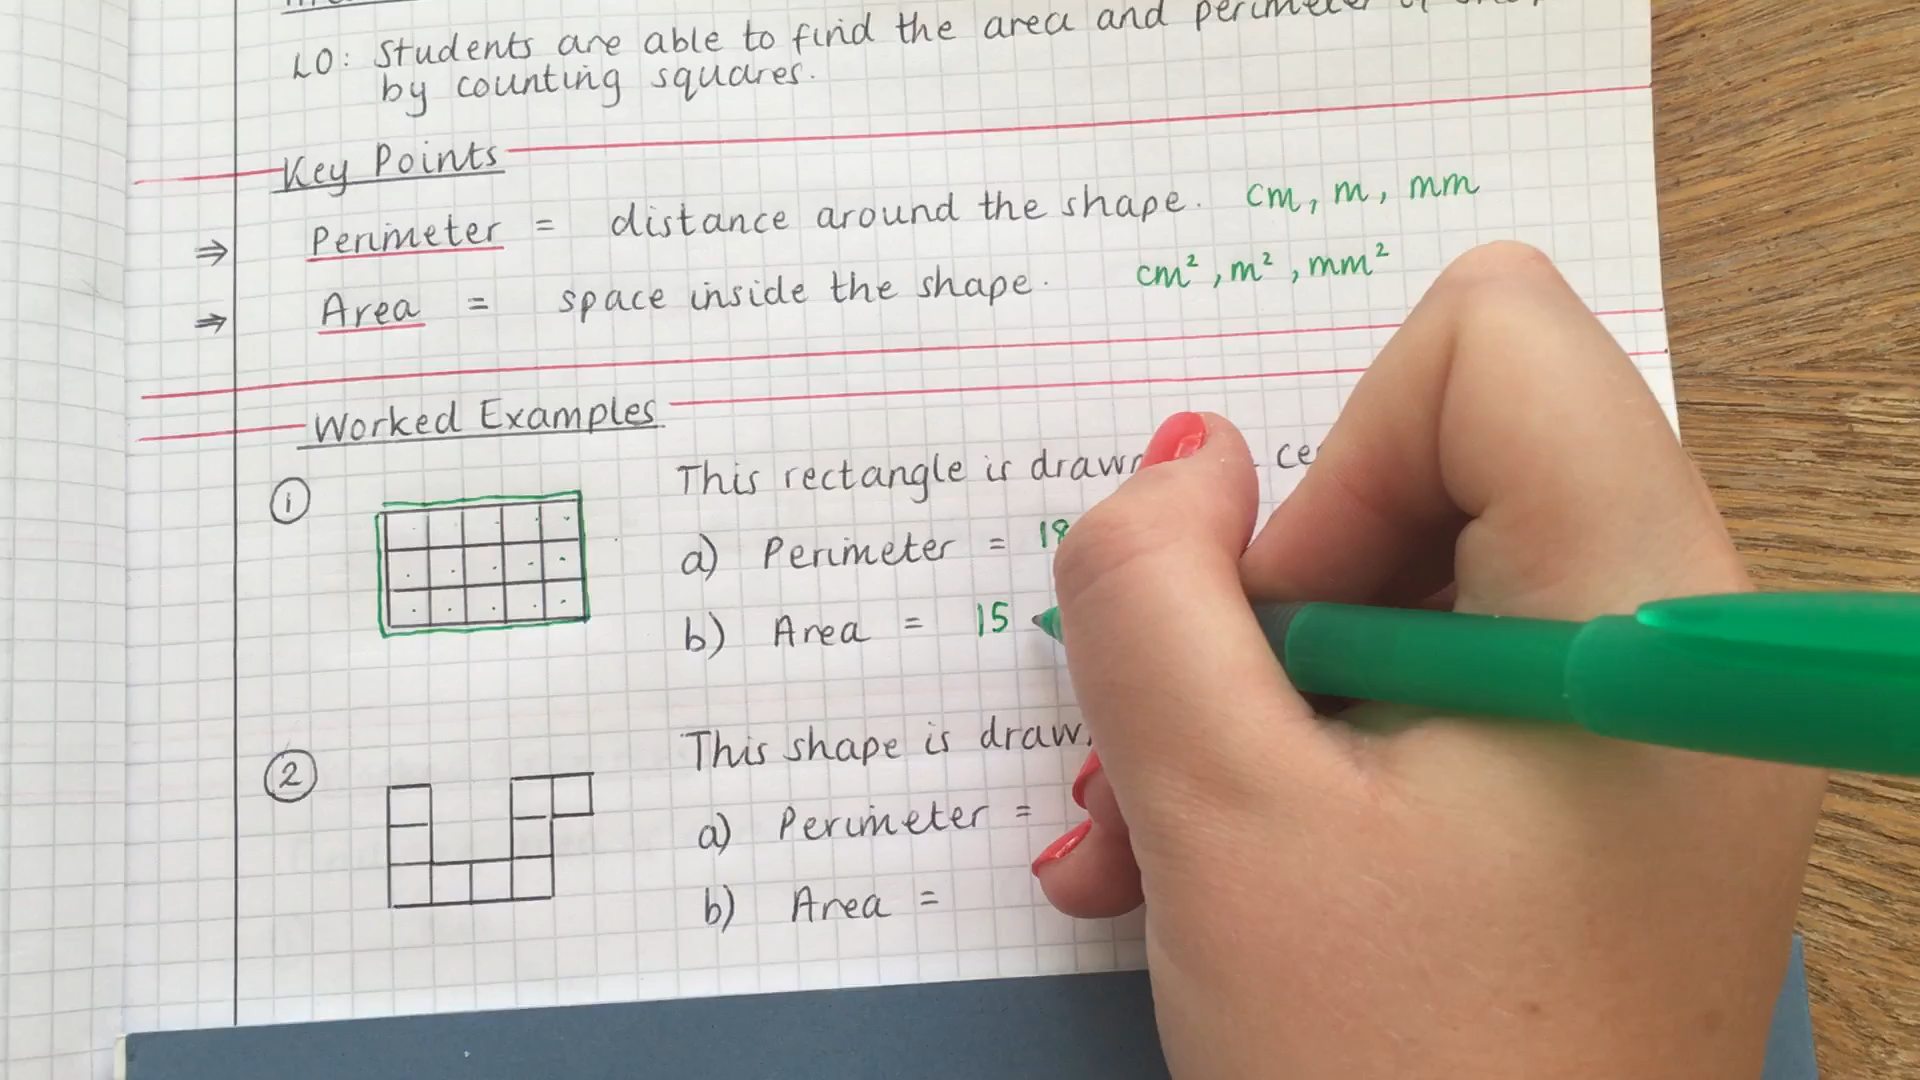 LO: Students are able to find the area and perimeter of
by counting squares.
Key Points
⇒ Perimeter = distance around the shape. cm, m, mm
⇒ Area = space inside the shape. cm², m², mm²
Worked Examples
① This rectangle is drawn
a) Perimeter = 18
b) Area = 15
② This shape is
a) Perimeter =
b) Area =